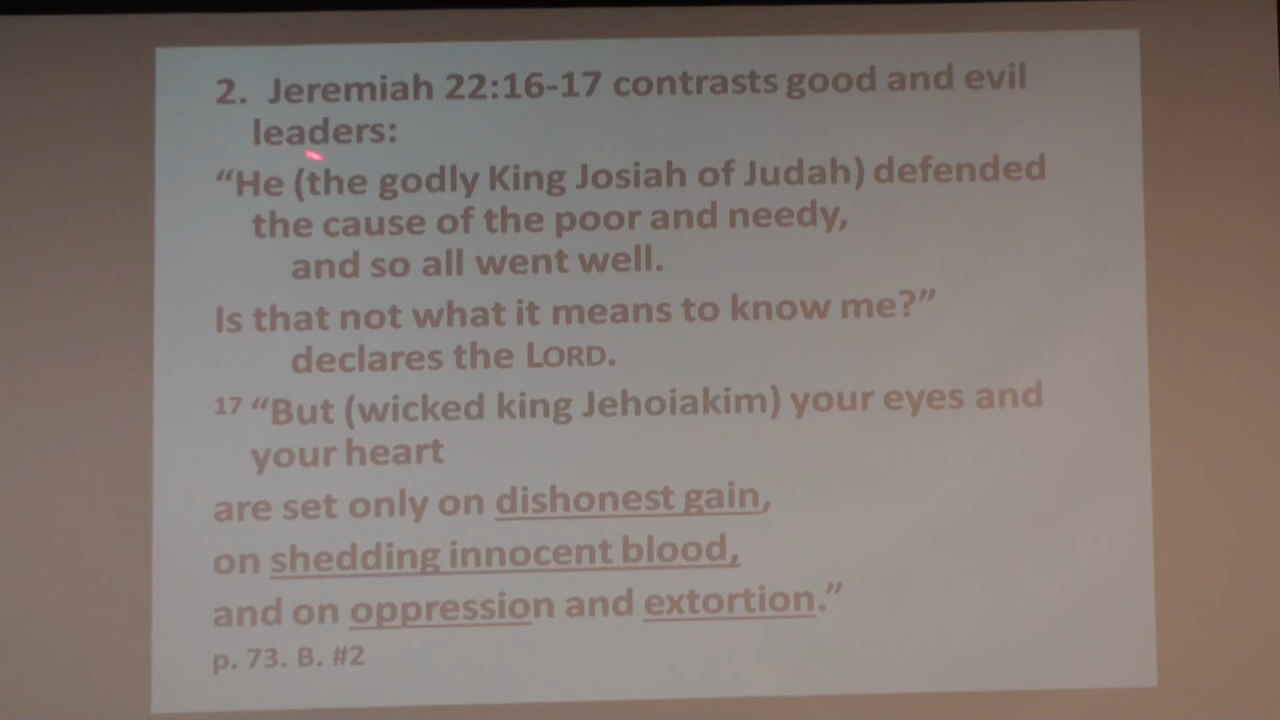 2. Jeremiah 22:16-17 contrasts good and evil
leaders:
“He (the godly King Josiah of Judah) defended
the cause of the poor and needy,
and so all went well.
Is that not what it means to know me?”
declares the LORD.
17 “But (wicked king Jehoiakim) your eyes and
your heart
are set only on dishonest gain,
on shedding innocent blood,
and on oppression and extortion.”
p. 73. B. #2